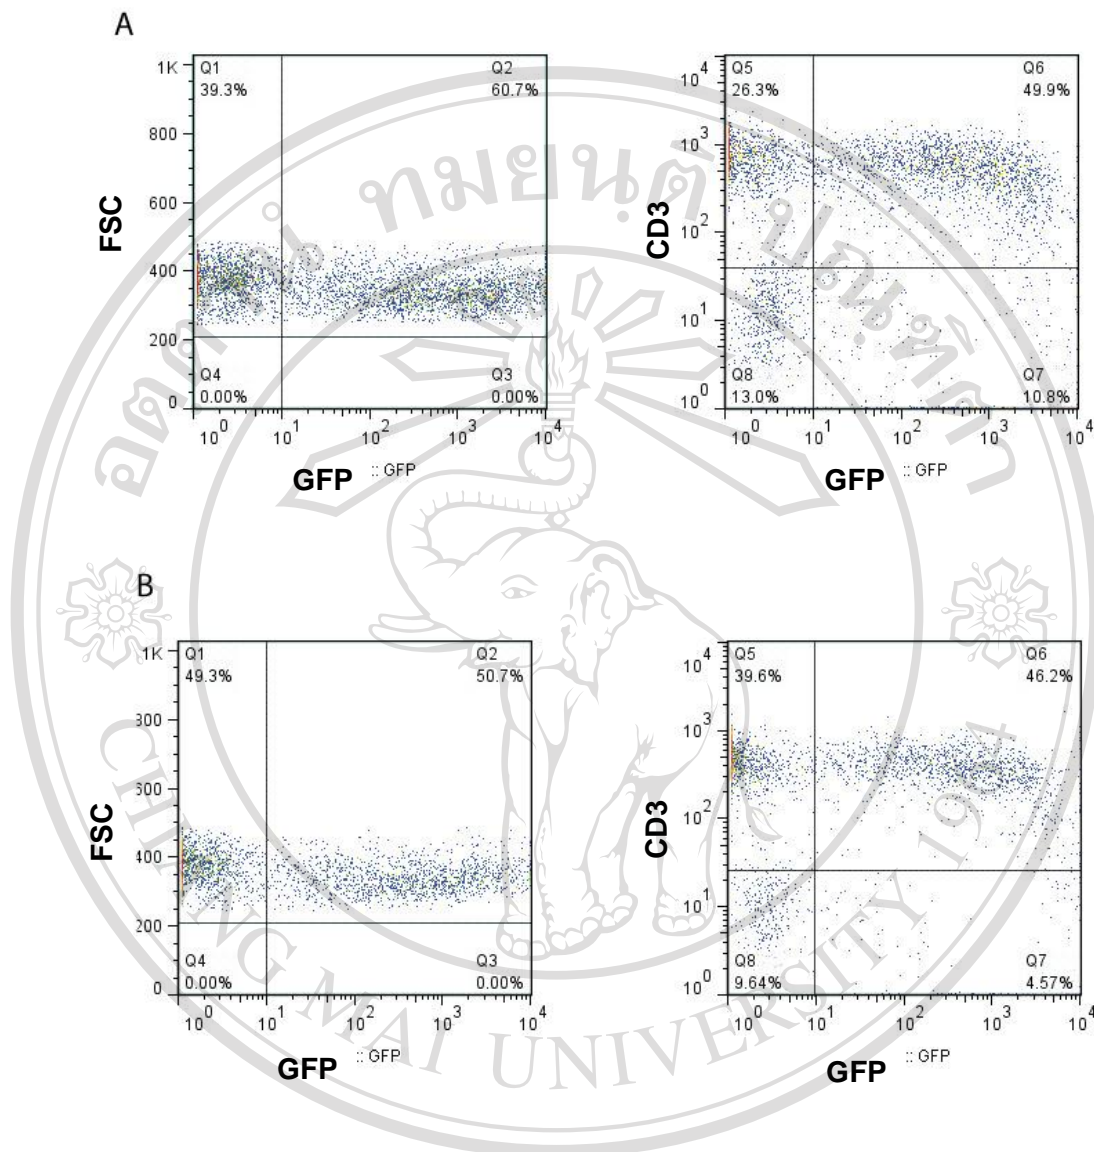 A
Q1
39.3%
Q2
60.7%
Q4
0.00%
Q3
0.00%
1K
800
600
400
200
0
FSC
10^0 10^1 10^2 10^3 10^4
GFP :: GFP
Q5
26.3%
Q6
49.9%
Q8
13.0%
Q7
10.8%
10^4
10^3
10^2
10^1
10^0
CD3
10^0 10^1 10^2 10^3 10^4
GFP :: GFP
B
Q1
49.3%
Q2
50.7%
Q4
0.00%
Q3
0.00%
1K
300
300
400
200
0
FSC
10^0 10^1 10^2 10^3 10^4
GFP :: GFP
Q5
39.6%
Q6
46.2%
Q8
9.64%
Q7
4.57%
10^4
10^3
10^2
10^1
10^0
CD3
10^0 10^1 10^2 10^3 10^4
GFP :: GFP
CHIANG MAI UNIVERSITY 1964